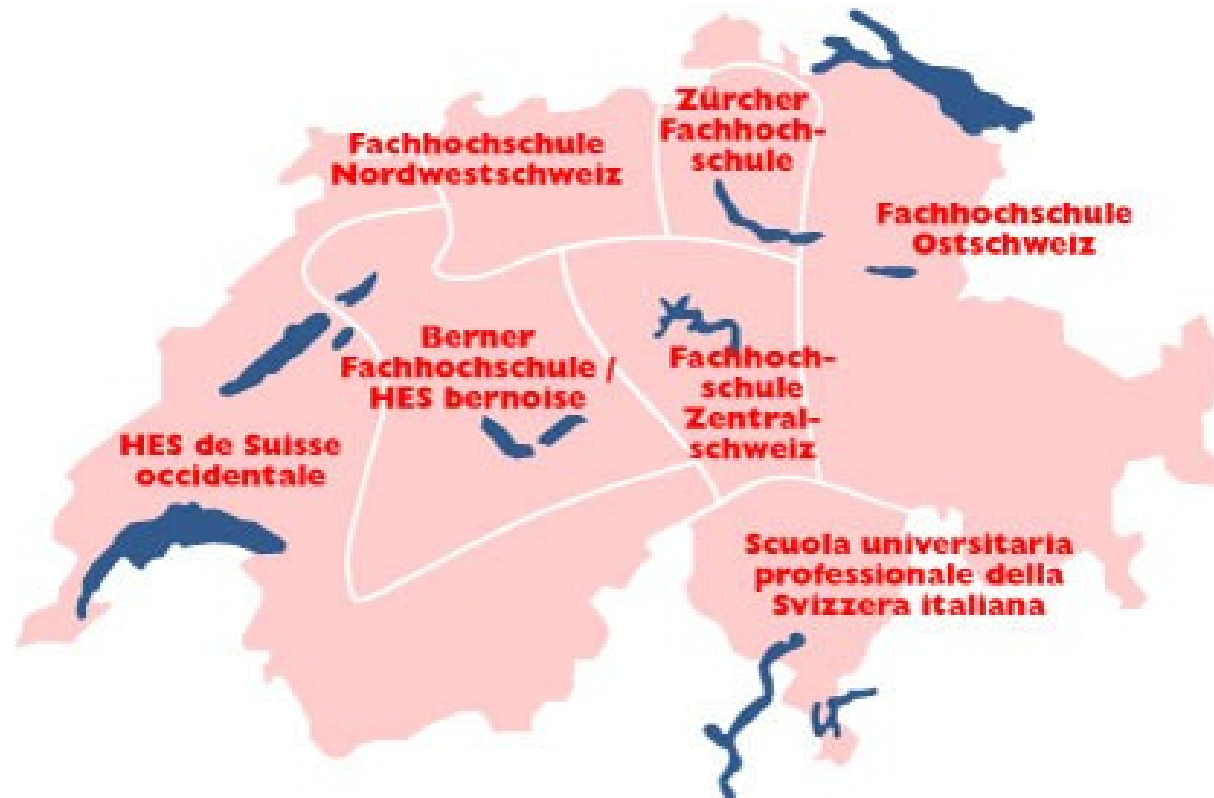 Zürcher
Fachhoch-
schule
Fachhochschule
Nordwestschweiz
Fachhochschule
Ostschweiz
Berner
Fachhochschule /
HES bernoise
Fachhoch-
schule
Zentral-
schweiz
HES de Suisse
occidentale
Scuola universitaria
professionale della
Svizzera italiana